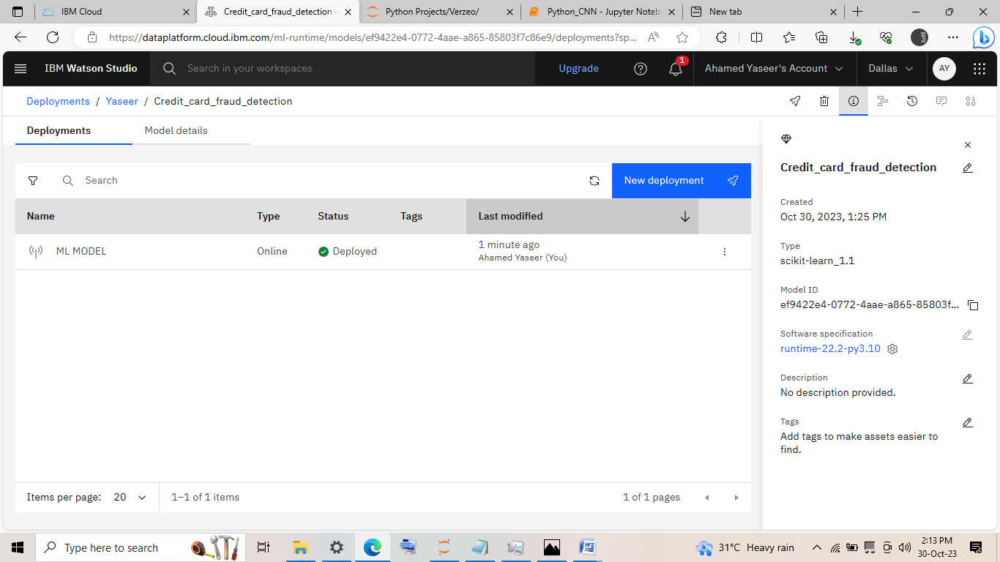 IBM Cloud
Credit_card_fraud_detection –
Python Projects/Verzeo/
Python_CNN - Jupyter Noteb
New tab
https://dataplatform.cloud.ibm.com/ml-runtime/models/ef9422e4-0772-4aae-a865-85803f7c86e9/deployments?sp...
IBM Watson Studio
Search in your workspaces
Upgrade
1
Ahamed Yaseer's Account
Dallas
AY
Deployments / Yaseer / Credit_card_fraud_detection
Deployments
Model details
Search
New deployment
Name Type Status Tags Last modified
ML MODEL Online Deployed 1 minute ago
Ahamed Yaseer (You)
Items per page: 20
1–1 of 1 items
1 of 1 pages
Credit_card_fraud_detection
Created
Oct 30, 2023, 1:25 PM
Type
scikit-learn_1.1
Model ID
ef9422e4-0772-4aae-a865-85803f...
Software specification
runtime-22.2-py3.10
Description
No description provided.
Tags
Add tags to make assets easier to
find.
Type here to search
31°C Heavy rain
2:13 PM
30-Oct-23